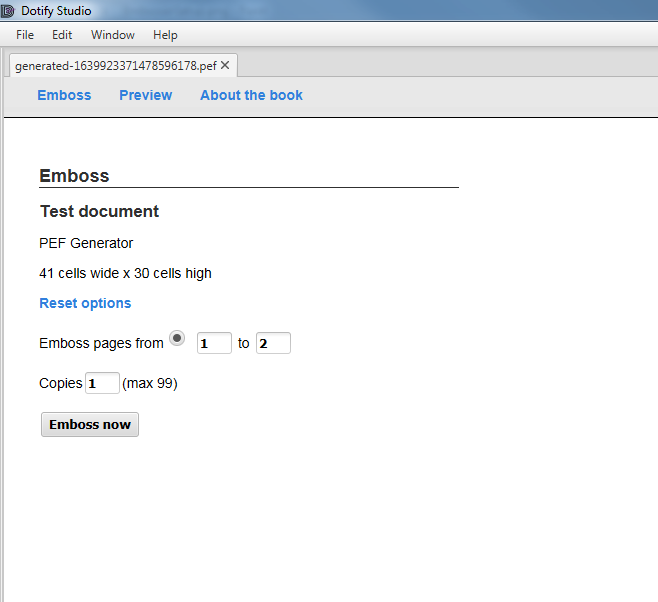 Dotify Studio
File Edit Window Help
generated-1639923371478596178.pef
Emboss Preview About the book
Emboss
Test document
PEF Generator
41 cells wide x 30 cells high
Reset options
Emboss pages from 1 to 2
Copies 1 (max 99)
Emboss now